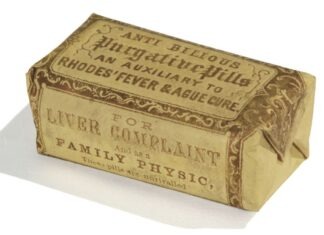 ANTI BILIOUS
Purgative Pills
AN AUXILIARY TO
RHODES' FEVER & AGUE CURE
FOR
LIVER COMPLAINT
And as a
FAMILY PHYSIC,
These pills are unrivalled